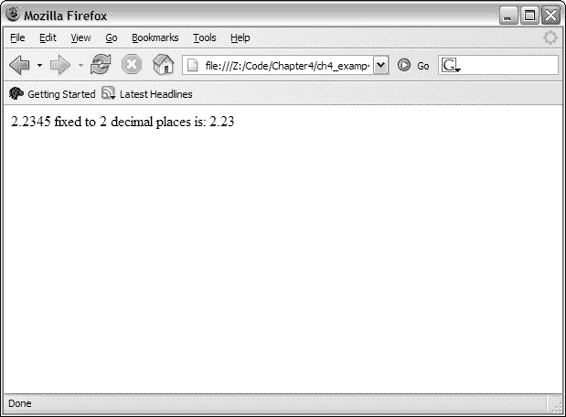 Mozilla Firefox
File Edit View Go Bookmarks Tools Help
file:///Z:/Code/Chapter4/ch4_examp Go G
Getting Started Latest Headlines
2.2345 fixed to 2 decimal places is: 2.23
Done